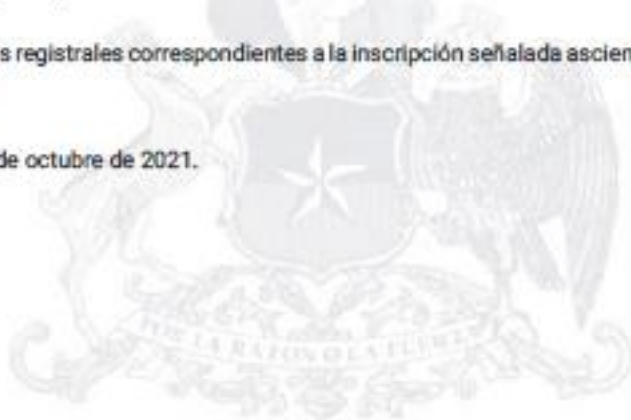 s registrales correspondientes a la inscripción señalada ascien
de octubre de 2021.
POR LA RAZON O LA FUERZA